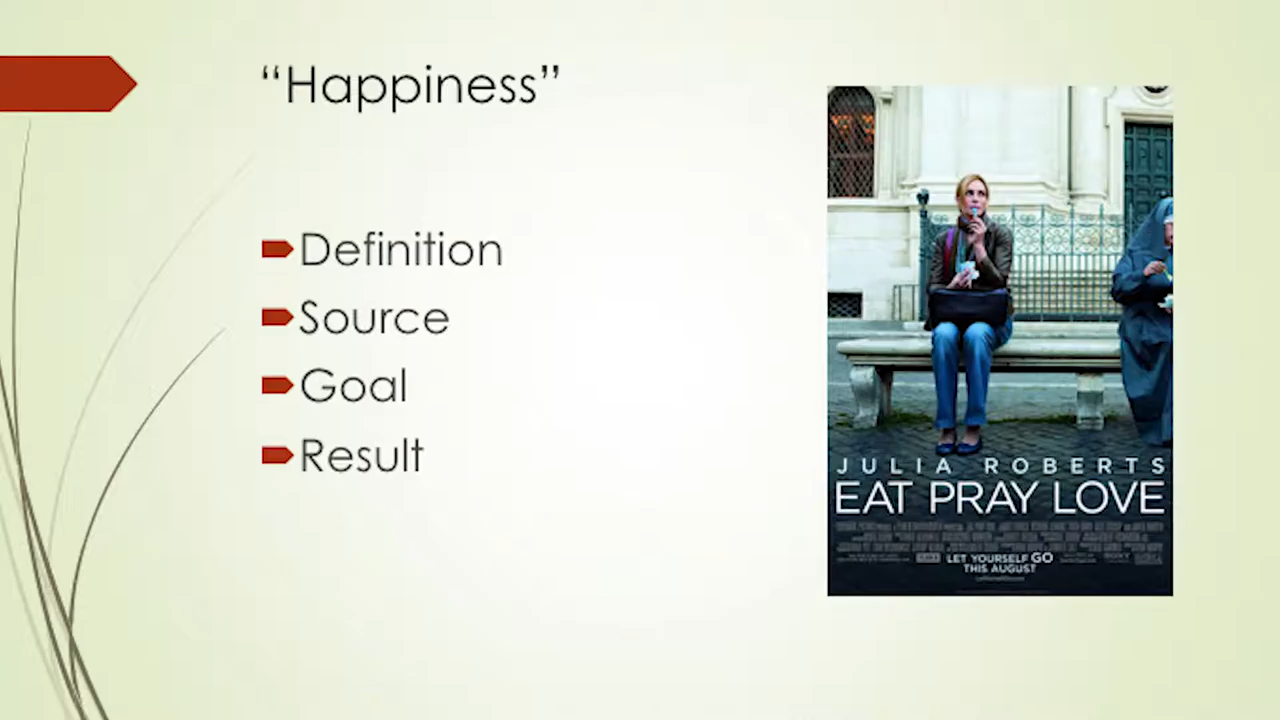 “Happiness”
Definition
Source
Goal
Result
JULIA ROBERTS
EAT PRAY LOVE
LET YOURSELF GO
THIS AUGUST